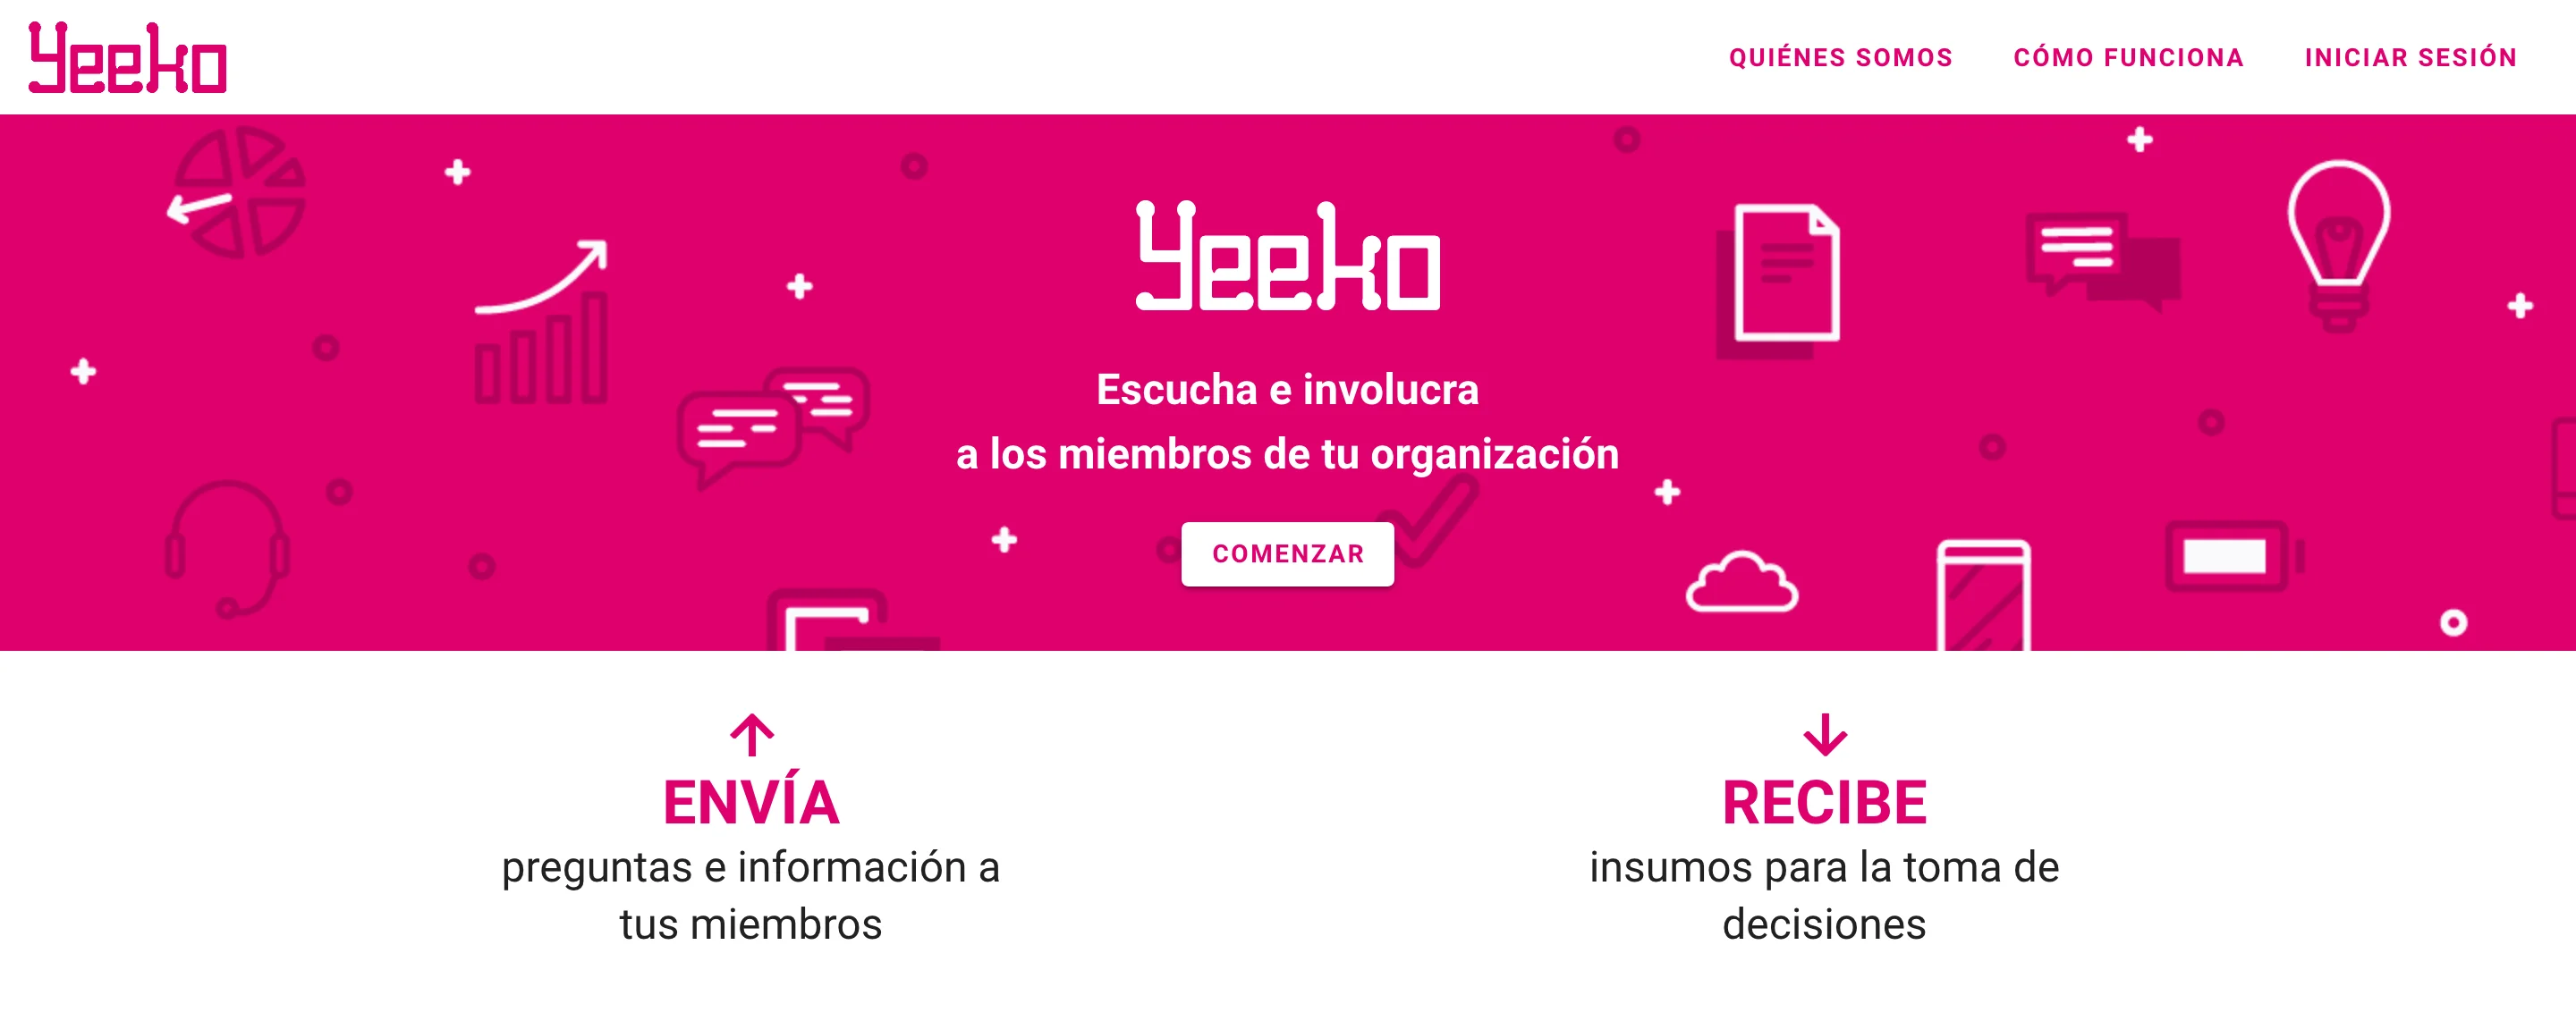 Yeeko
QUIÉNES SOMOS
CÓMO FUNCIONA
INICIAR SESIÓN
Yeeko
Escucha e involucra
a los miembros de tu organización
COMENZAR
ENVÍA
preguntas e información a
tus miembros
RECIBE
insumos para la toma de
decisiones